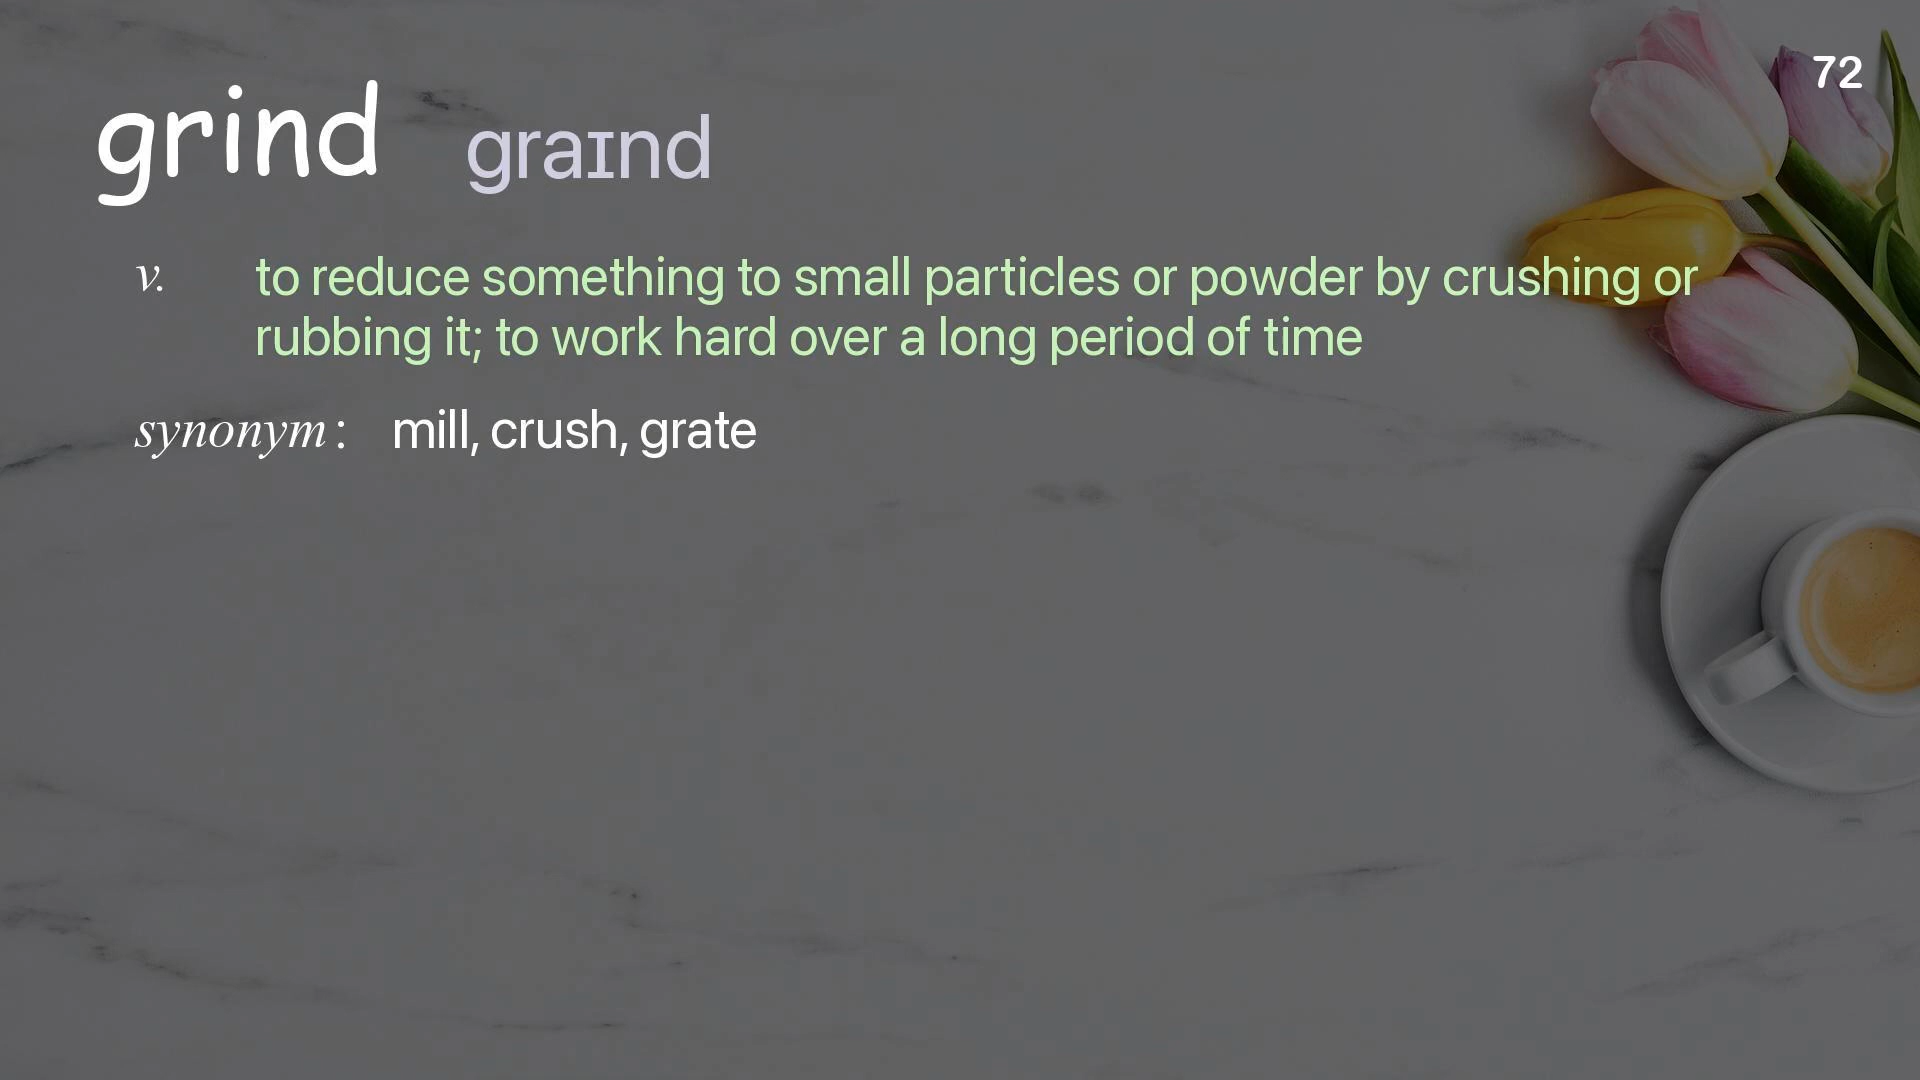 72
grind graɪnd
v. to reduce something to small particles or powder by crushing or
rubbing it; to work hard over a long period of time
synonym: mill, crush, grate